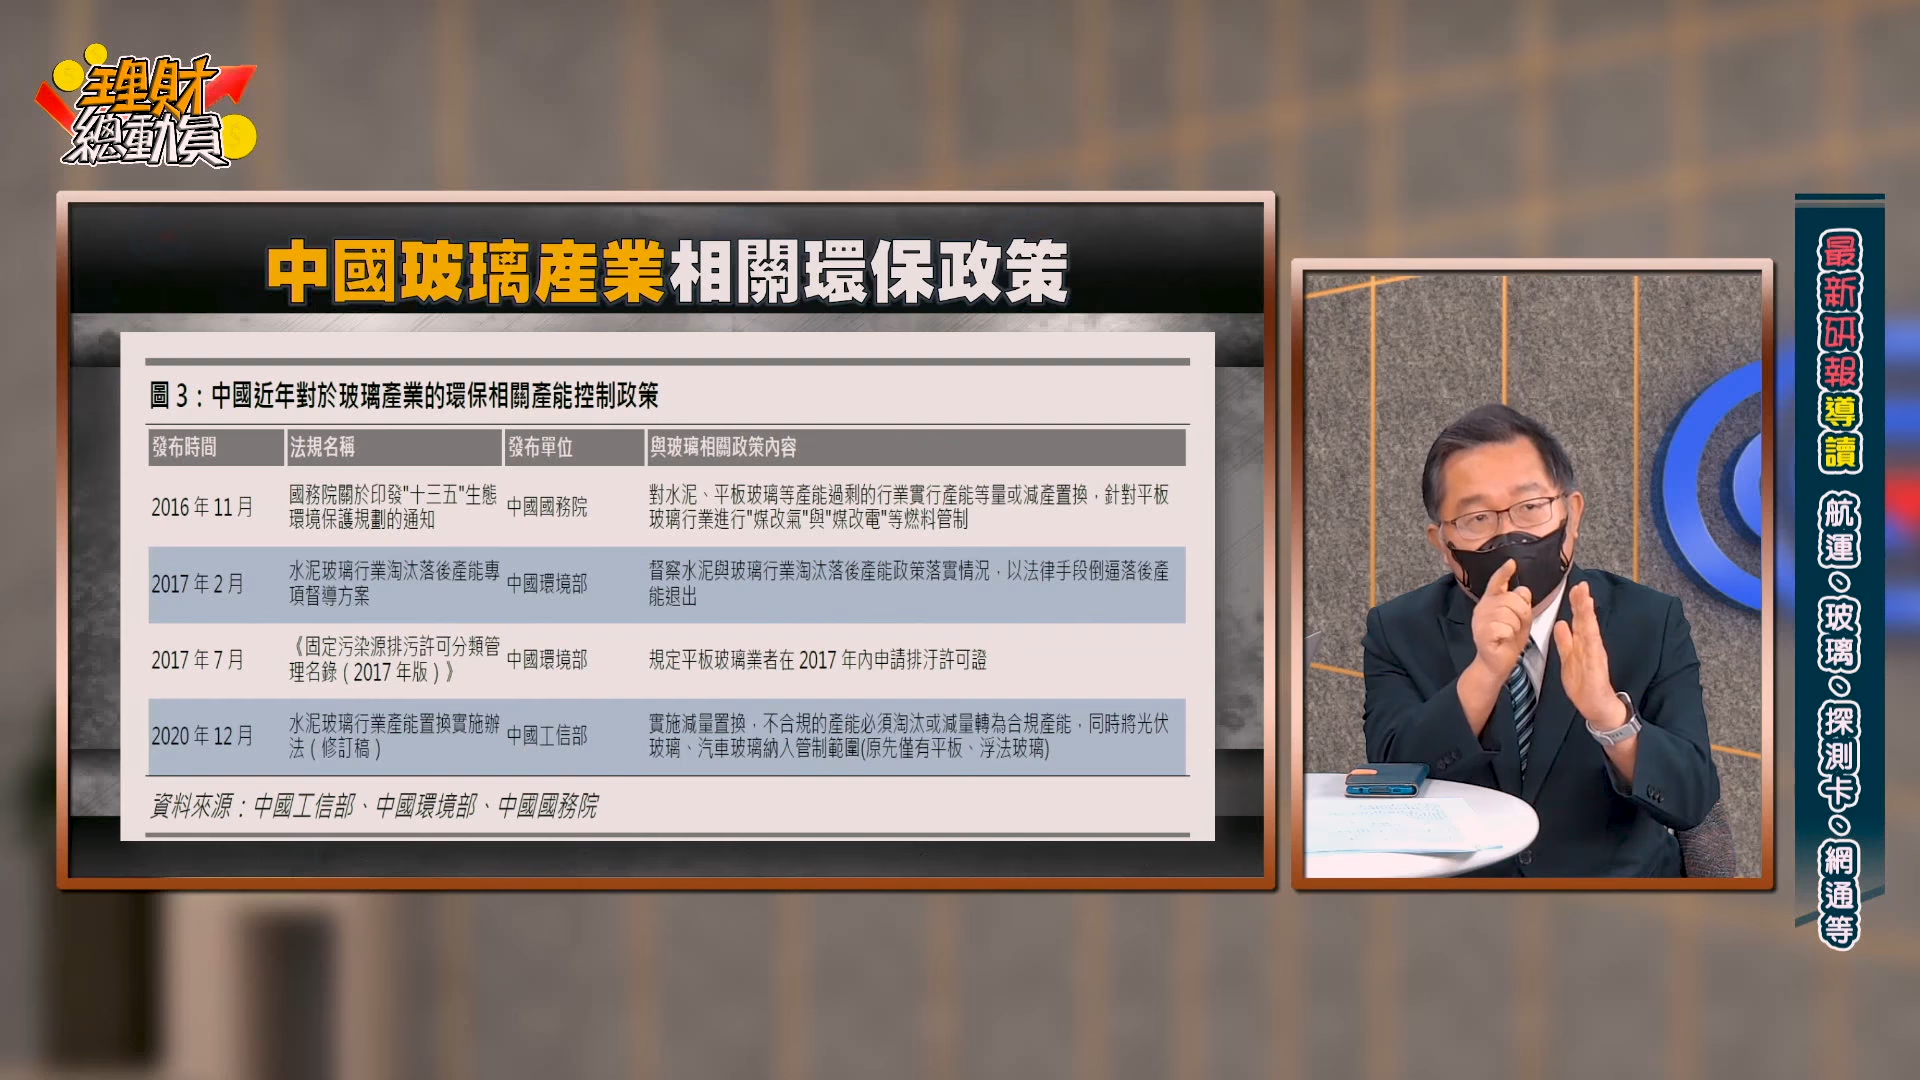 理財
總動員
中國玻璃產業相關環保政策
圖 3：中國近年對於玻璃產業的環保相關產能控制政策
發布時間 法規名稱 發布單位 與玻璃相關政策內容
2016 年 11 月 國務院關於印發"十三五"生態環境保護規劃的通知 中國國務院 對水泥、平板玻璃等產能過剩的行業實行產能等量或減產置換，針對平板玻璃行業進行"媒改氣"與"媒改電"等燃料管制
2017 年 2 月 水泥玻璃行業淘汰落後產能專項督導方案 中國環境部 督察水泥與玻璃行業淘汰落後產能政策落實情況，以法律手段倒逼落後產能退出
2017 年 7 月 《固定污染源排污許可分類管理名錄（2017 年版）》 中國環境部 規定平板玻璃業者在 2017 年內申請排汙許可證
2020 年 12 月 水泥玻璃行業產能置換實施辦法（修訂稿） 中國工信部 實施減量置換，不合規的產能必須淘汰或減量轉為合規產能，同時將光伏玻璃、汽車玻璃納入管制範圍(原先僅有平板、浮法玻璃)
資料來源：中國工信部、中國環境部、中國國務院
最新研報導讀 航運。玻璃。探測卡。網通等